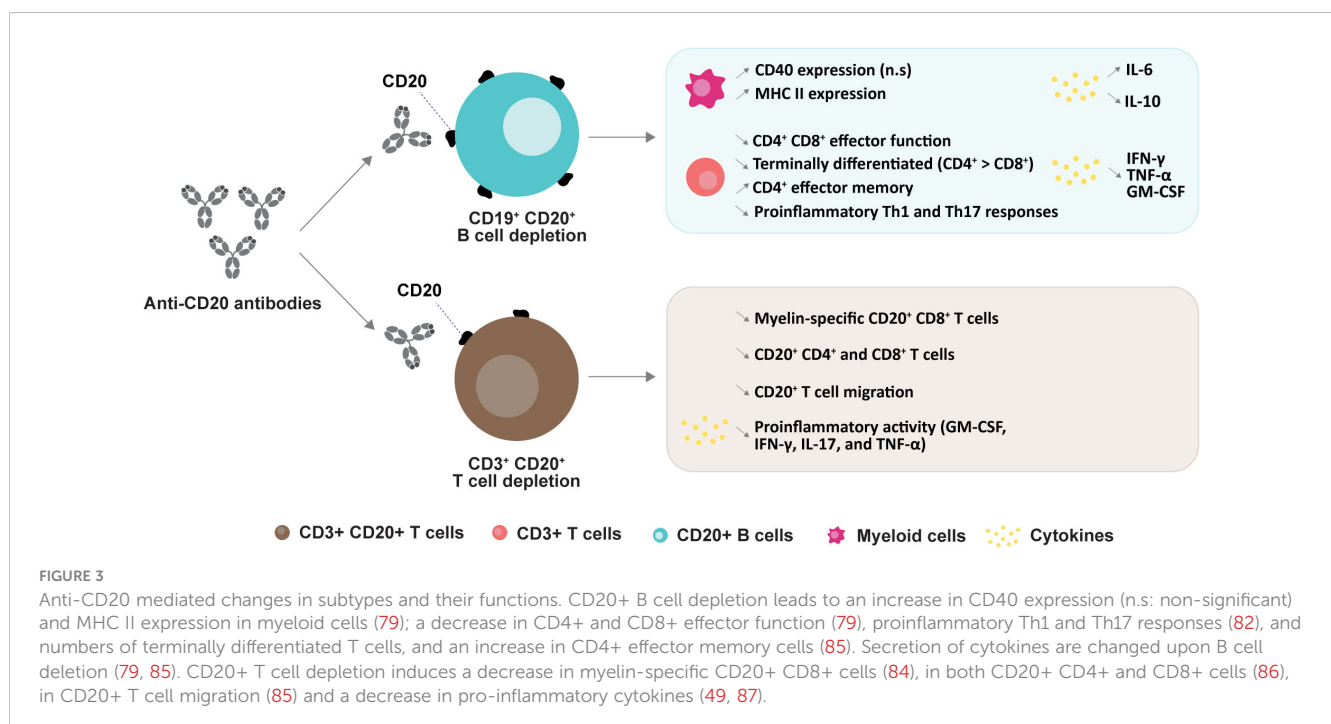 CD20
CD40 expression (n.s)
MHC II expression
IL-6
IL-10
CD4⁺ CD8⁺ effector function
Terminally differentiated (CD4⁺ > CD8⁺)
CD4⁺ effector memory
Proinflammatory Th1 and Th17 responses
IFN-γ
TNF-α
GM-CSF
CD19⁺ CD20⁺
B cell depletion
Anti-CD20 antibodies
CD20
Myelin-specific CD20⁺ CD8⁺ T cells
CD20⁺ CD4⁺ and CD8⁺ T cells
CD20⁺ T cell migration
Proinflammatory activity (GM-CSF,
IFN-γ, IL-17, and TNF-α)
CD3⁺ CD20⁺
T cell depletion
CD3+ CD20+ T cells
CD3+ T cells
CD20+ B cells
Myeloid cells
Cytokines
FIGURE 3
Anti-CD20 mediated changes in subtypes and their functions. CD20+ B cell depletion leads to an increase in CD40 expression (n.s: non-significant)
and MHC II expression in myeloid cells (79); a decrease in CD4+ and CD8+ effector function (79), proinflammatory Th1 and Th17 responses (82), and
numbers of terminally differentiated T cells, and an increase in CD4+ effector memory cells (85). Secretion of cytokines are changed upon B cell
deletion (79, 85). CD20+ T cell depletion induces a decrease in myelin-specific CD20+ CD8+ cells (84), in both CD20+ CD4+ and CD8+ cells (86),
in CD20+ T cell migration (85) and a decrease in pro-inflammatory cytokines (49, 87).